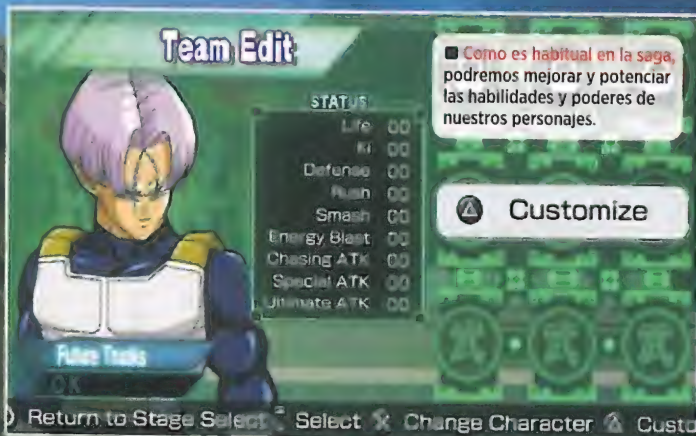 Team Edit
■ Como es habitual en la saga,
podremos mejorar y potenciar
las habilidades y poderes de
nuestros personajes.
STATUS
Life 00
Ki 00
Defense 00
Rush 00
Smash 00
Energy Blast 00
Chasing ATK 00
Special ATK 00
Ultimate ATK 00
Customize
Future Trunks
OK
Return to Stage Select Select Change Character Custo